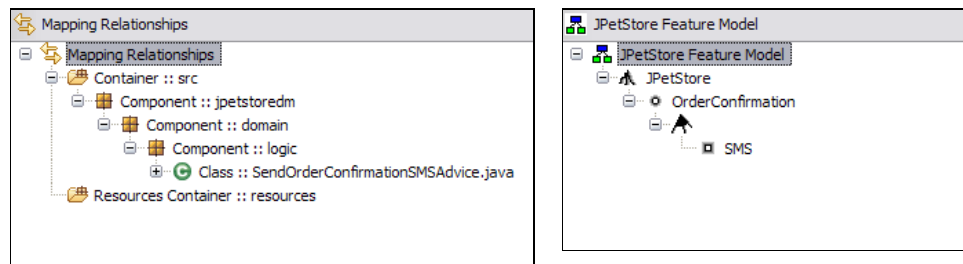 Mapping Relationships
Mapping Relationships
Container :: src
Component :: jpetstoredm
Component :: domain
Component :: logic
Class :: SendOrderConfirmationSMSAdvice.java
Resources Container :: resources
JPetStore Feature Model
JPetStore Feature Model
JPetStore
OrderConfirmation
SMS